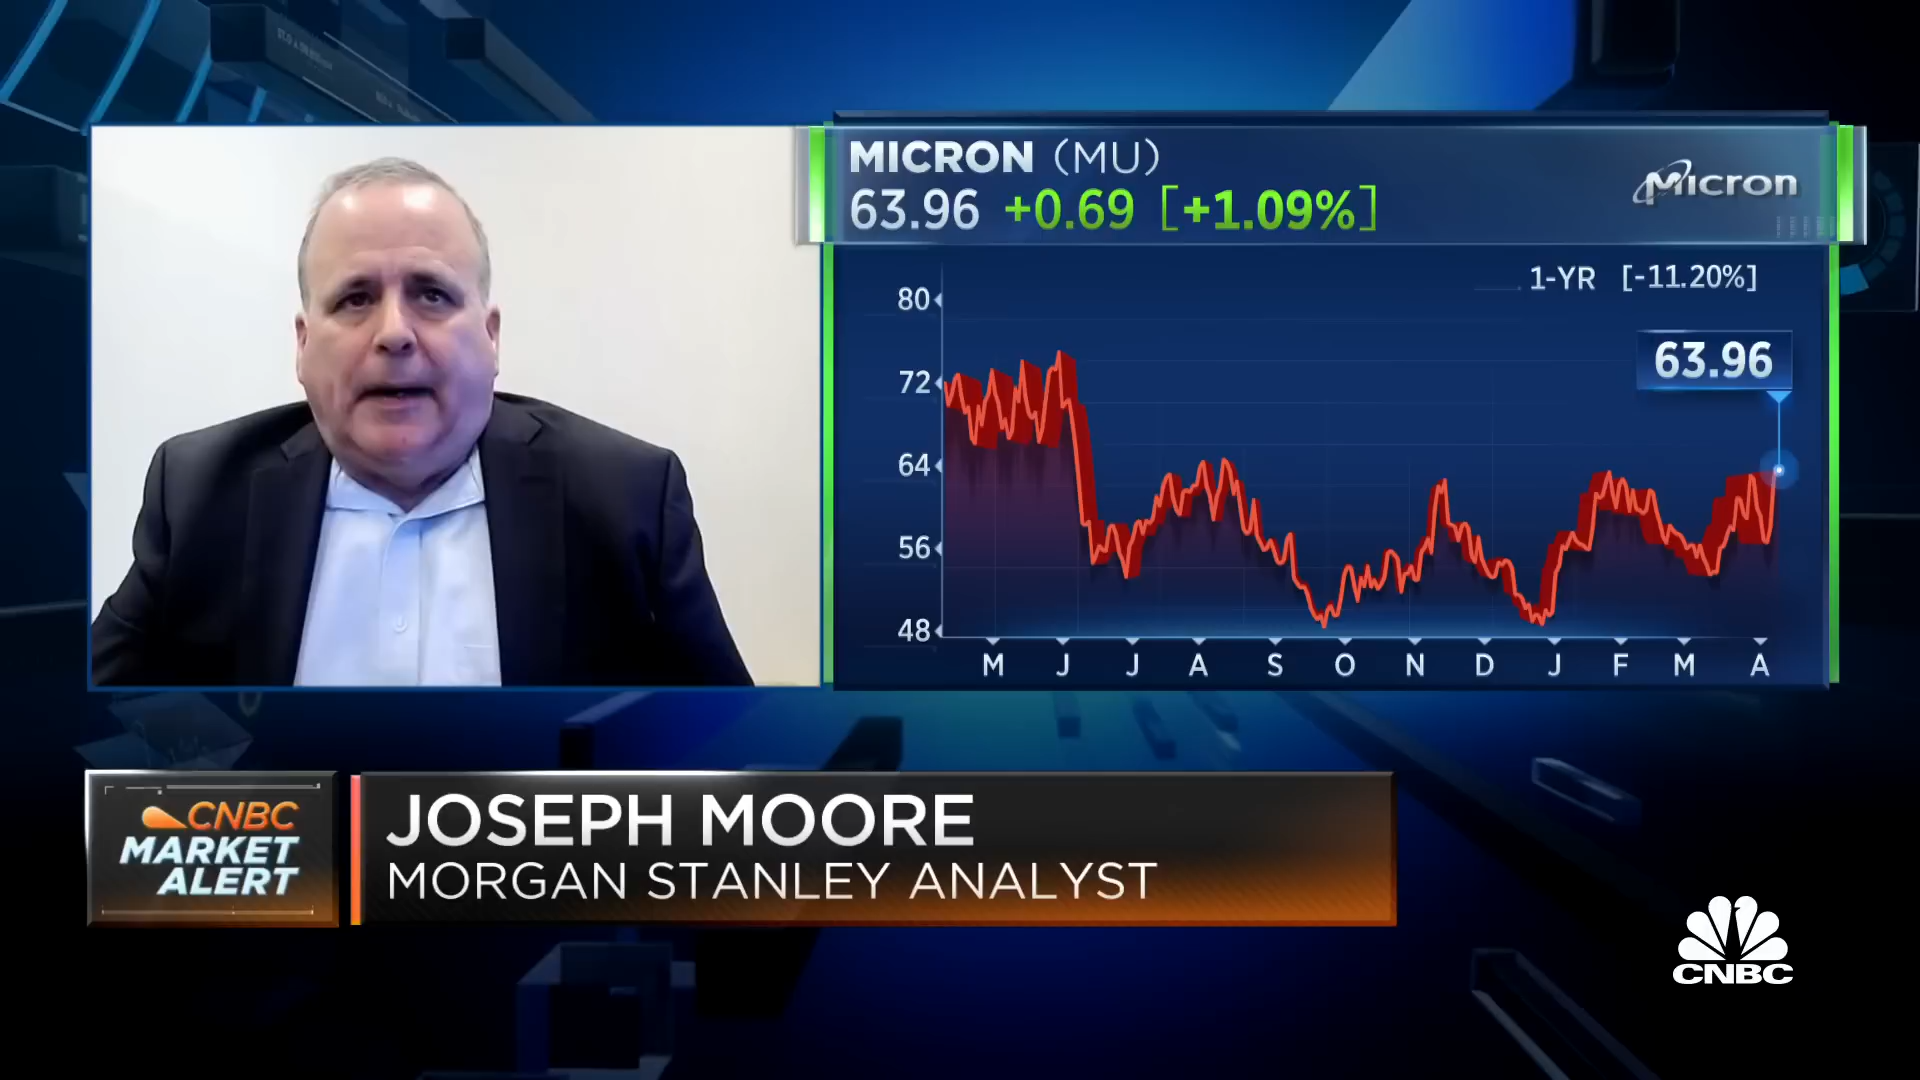 MICRON (MU)
63.96 +0.69 [+1.09%]
Micron
1-YR [-11.20%]
63.96
80
72
64
56
48
M J J A S O N D J F M A
CNBC
MARKET
ALERT
JOSEPH MOORE
MORGAN STANLEY ANALYST
CNBC